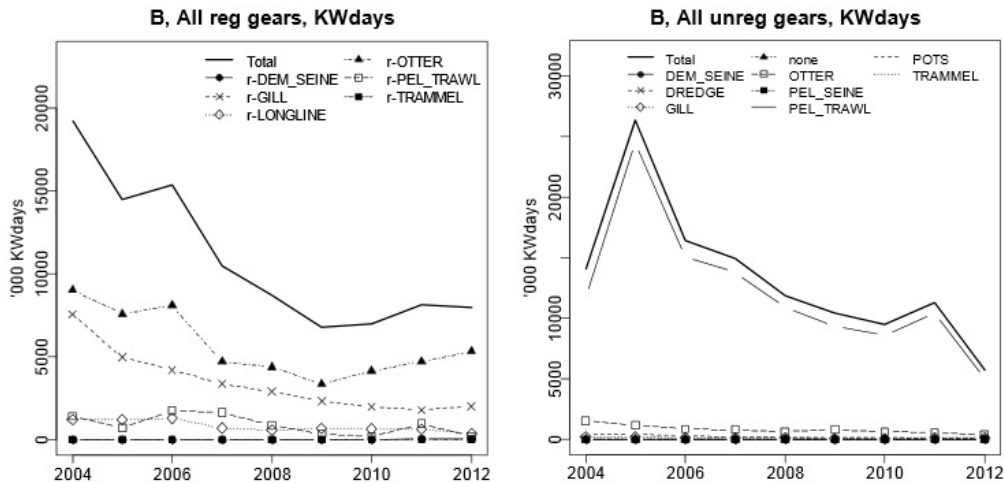 B, All reg gears, KWdays
Total
r-DEM_SEINE
r-GILL
r-LONGLINE
r-OTTER
r-PEL_TRAWL
r-TRAMMEL
'000 KWdays
20000
15000
10000
5000
0
2004 2006 2008 2010 2012
B, All unreg gears, KWdays
Total
DEM_SEINE
DREDGE
GILL
none
OTTER
PEL_SEINE
PEL_TRAWL
POTS
TRAMMEL
'000 KWdays
30000
20000
10000
5000
0
2004 2006 2008 2010 2012